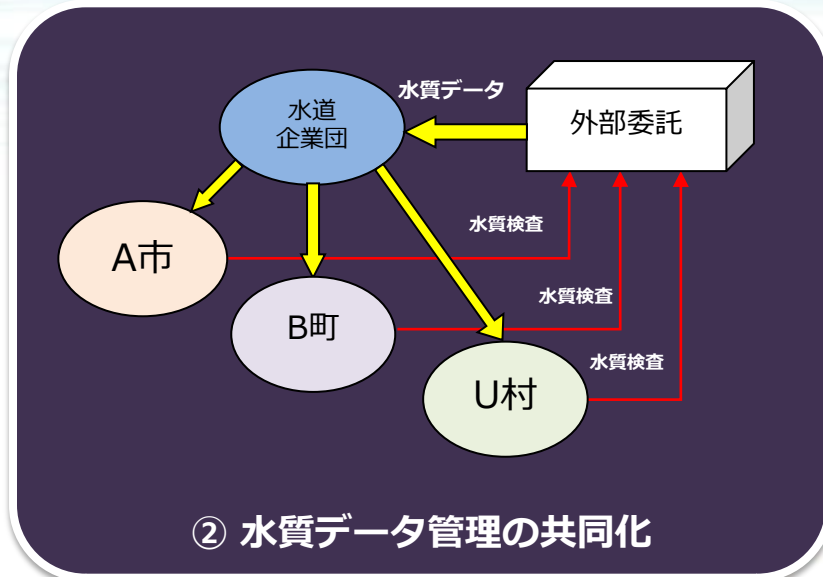 水質データ
水道
企業団
外部委託
水質検査
A市
水質検査
B町
水質検査
U村
② 水質データ管理の共同化